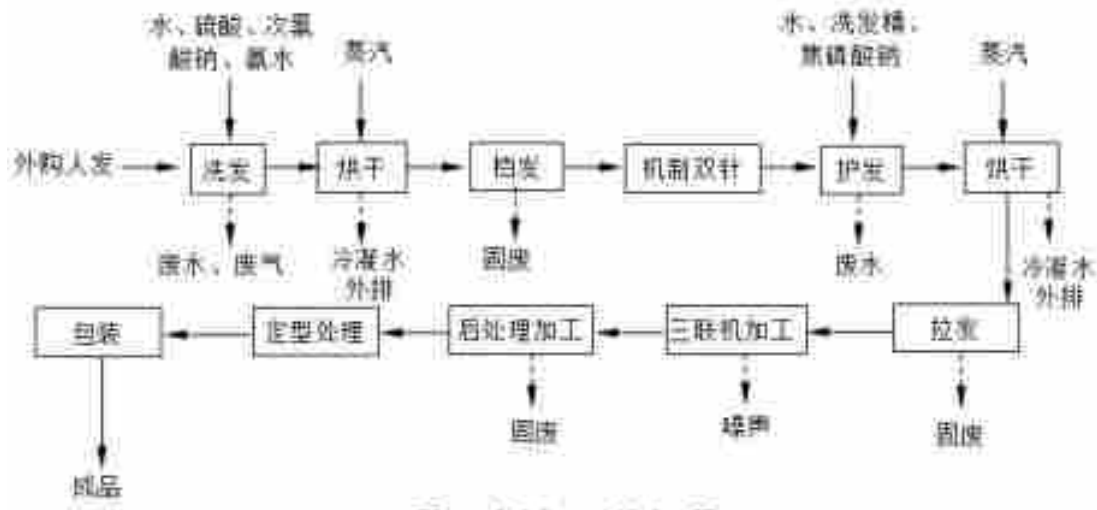 水、硫酸、次氯
酸钠、氨水
蒸汽
水、洗发精、
焦磷酸钠
蒸汽
外购人发
洗发
烘干
档发
机制双针
护发
烘干
废水、废气
冷凝水
外排
固废
废水
冷凝水
外排
包装
定型处理
后处理加工
三联机加工
拉发
固废
噪声
固废
成品